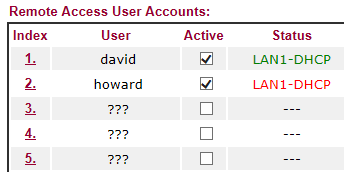 Remote Access User Accounts:
Index User Active Status
1. david LAN1-DHCP
2. howard LAN1-DHCP
3. ??? ---
4. ??? ---
5. ??? ---